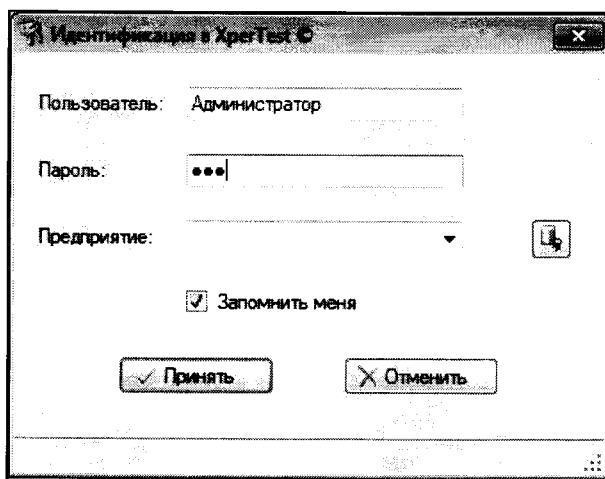 Идентификация в XperTest ©
Пользователь: Администратор
Пароль: •••
Предприятие:
Запомнить меня
Принять Отменить